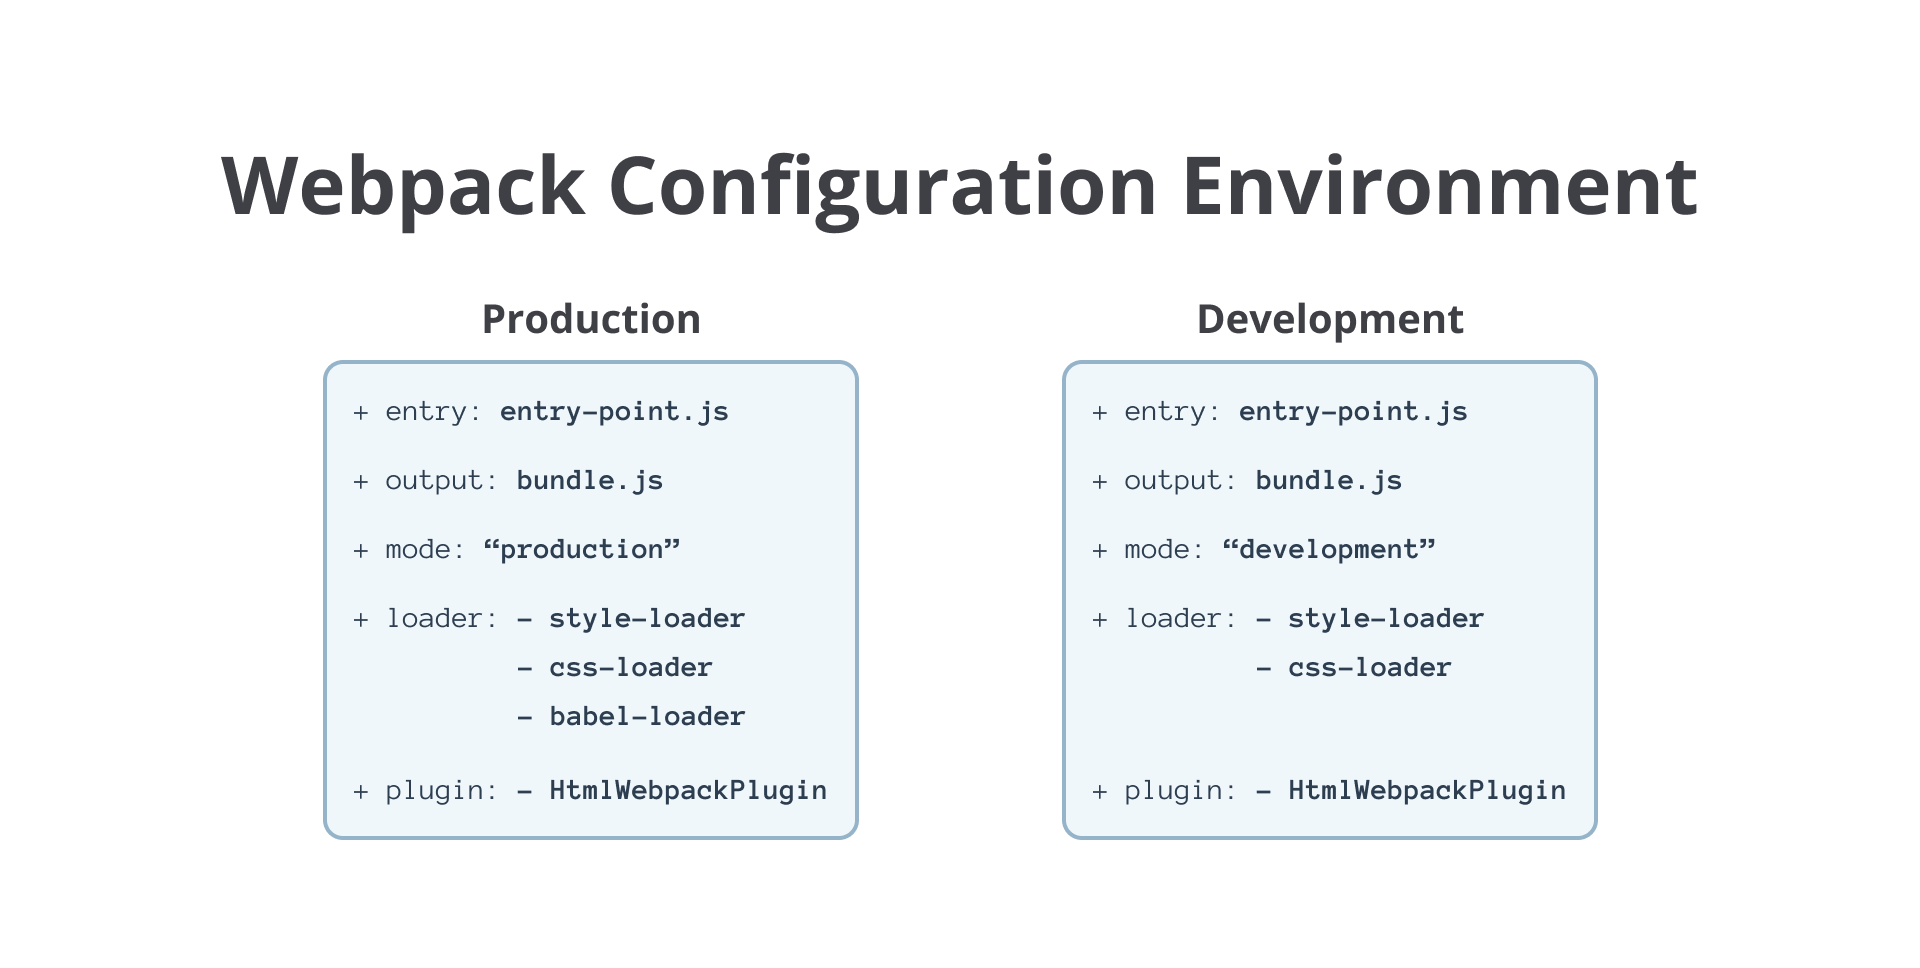 Webpack Configuration Environment
Production
+ entry: entry-point.js
+ output: bundle.js
+ mode: “production”
+ loader: - style-loader
- css-loader
- babel-loader
+ plugin: - HtmlWebpackPlugin
Development
+ entry: entry-point.js
+ output: bundle.js
+ mode: “development”
+ loader: - style-loader
- css-loader
+ plugin: - HtmlWebpackPlugin